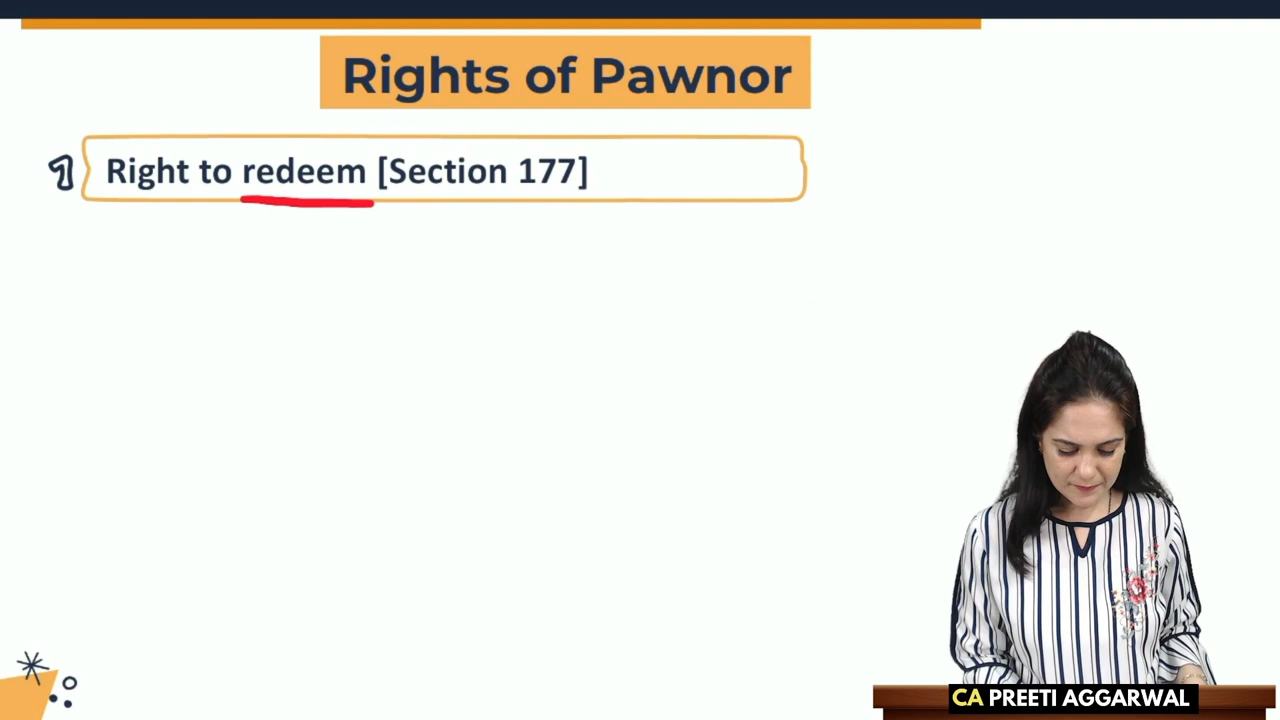 Rights of Pawnor
1 Right to redeem [Section 177]
CA PREETI AGGARWAL